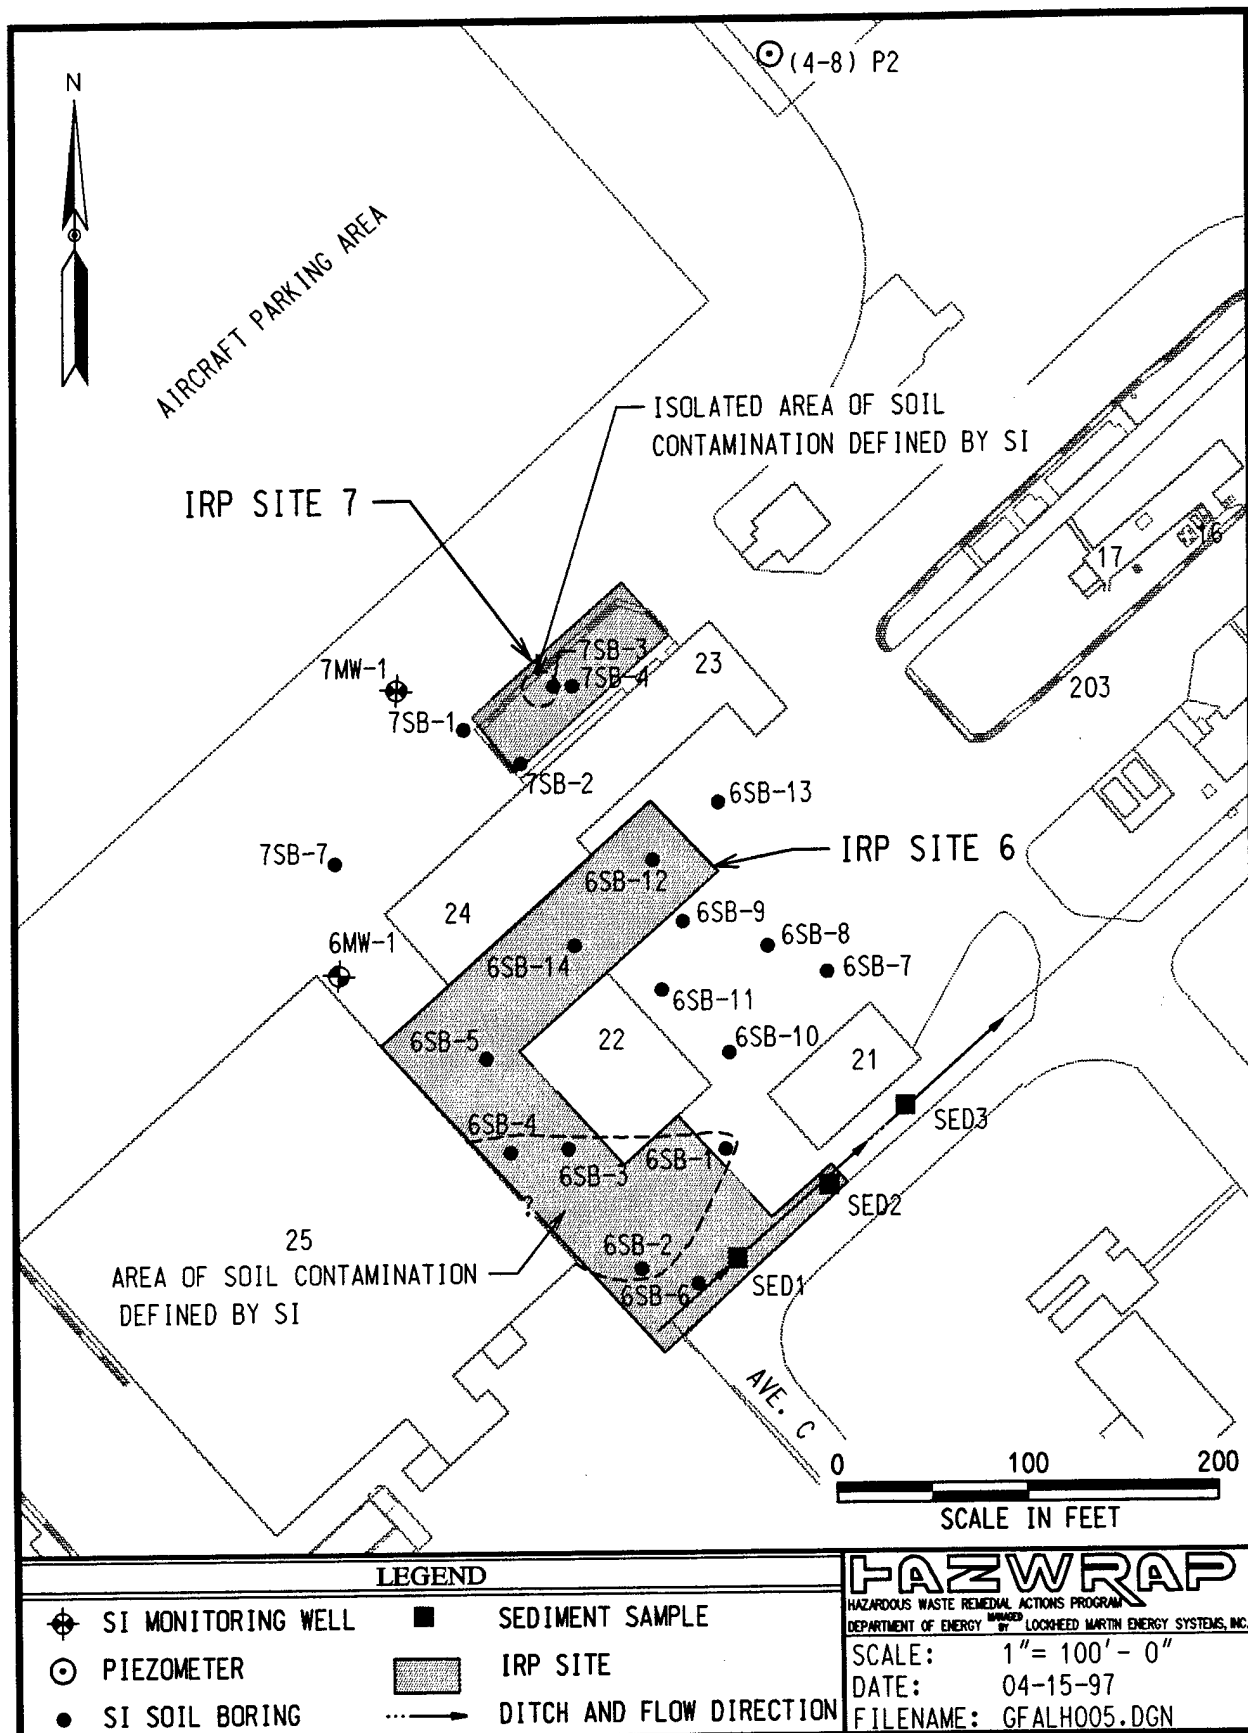 (4-8) P2
N
AIRCRAFT PARKING AREA
ISOLATED AREA OF SOIL
CONTAMINATION DEFINED BY SI
IRP SITE 7
17
16
7SB-3
23
7MW-1
7SB-4
203
7SB-1
7SB-2
6SB-13
7SB-7
IRP SITE 6
6SB-12
24
6SB-9
6MW-1
6SB-8
6SB-14
6SB-7
6SB-11
6SB-5
22
6SB-10
21
SED3
6SB-4
6SB-3
6SB-1
SED2
?
25
6SB-2
AREA OF SOIL CONTAMINATION
DEFINED BY SI
6SB-6
SED1
AVE. C
0 100 200
SCALE IN FEET
LEGEND
SI MONITORING WELL
SEDIMENT SAMPLE
PIEZOMETER
IRP SITE
SI SOIL BORING
DITCH AND FLOW DIRECTION
HAZWRAP
HAZARDOUS WASTE REMEDIAL ACTIONS PROGRAM
DEPARTMENT OF ENERGY MANAGED BY LOCKHEED MARTIN ENERGY SYSTEMS, INC.
SCALE: 1"= 100' - 0"
DATE: 04-15-97
FILENAME: GFALH005.DGN